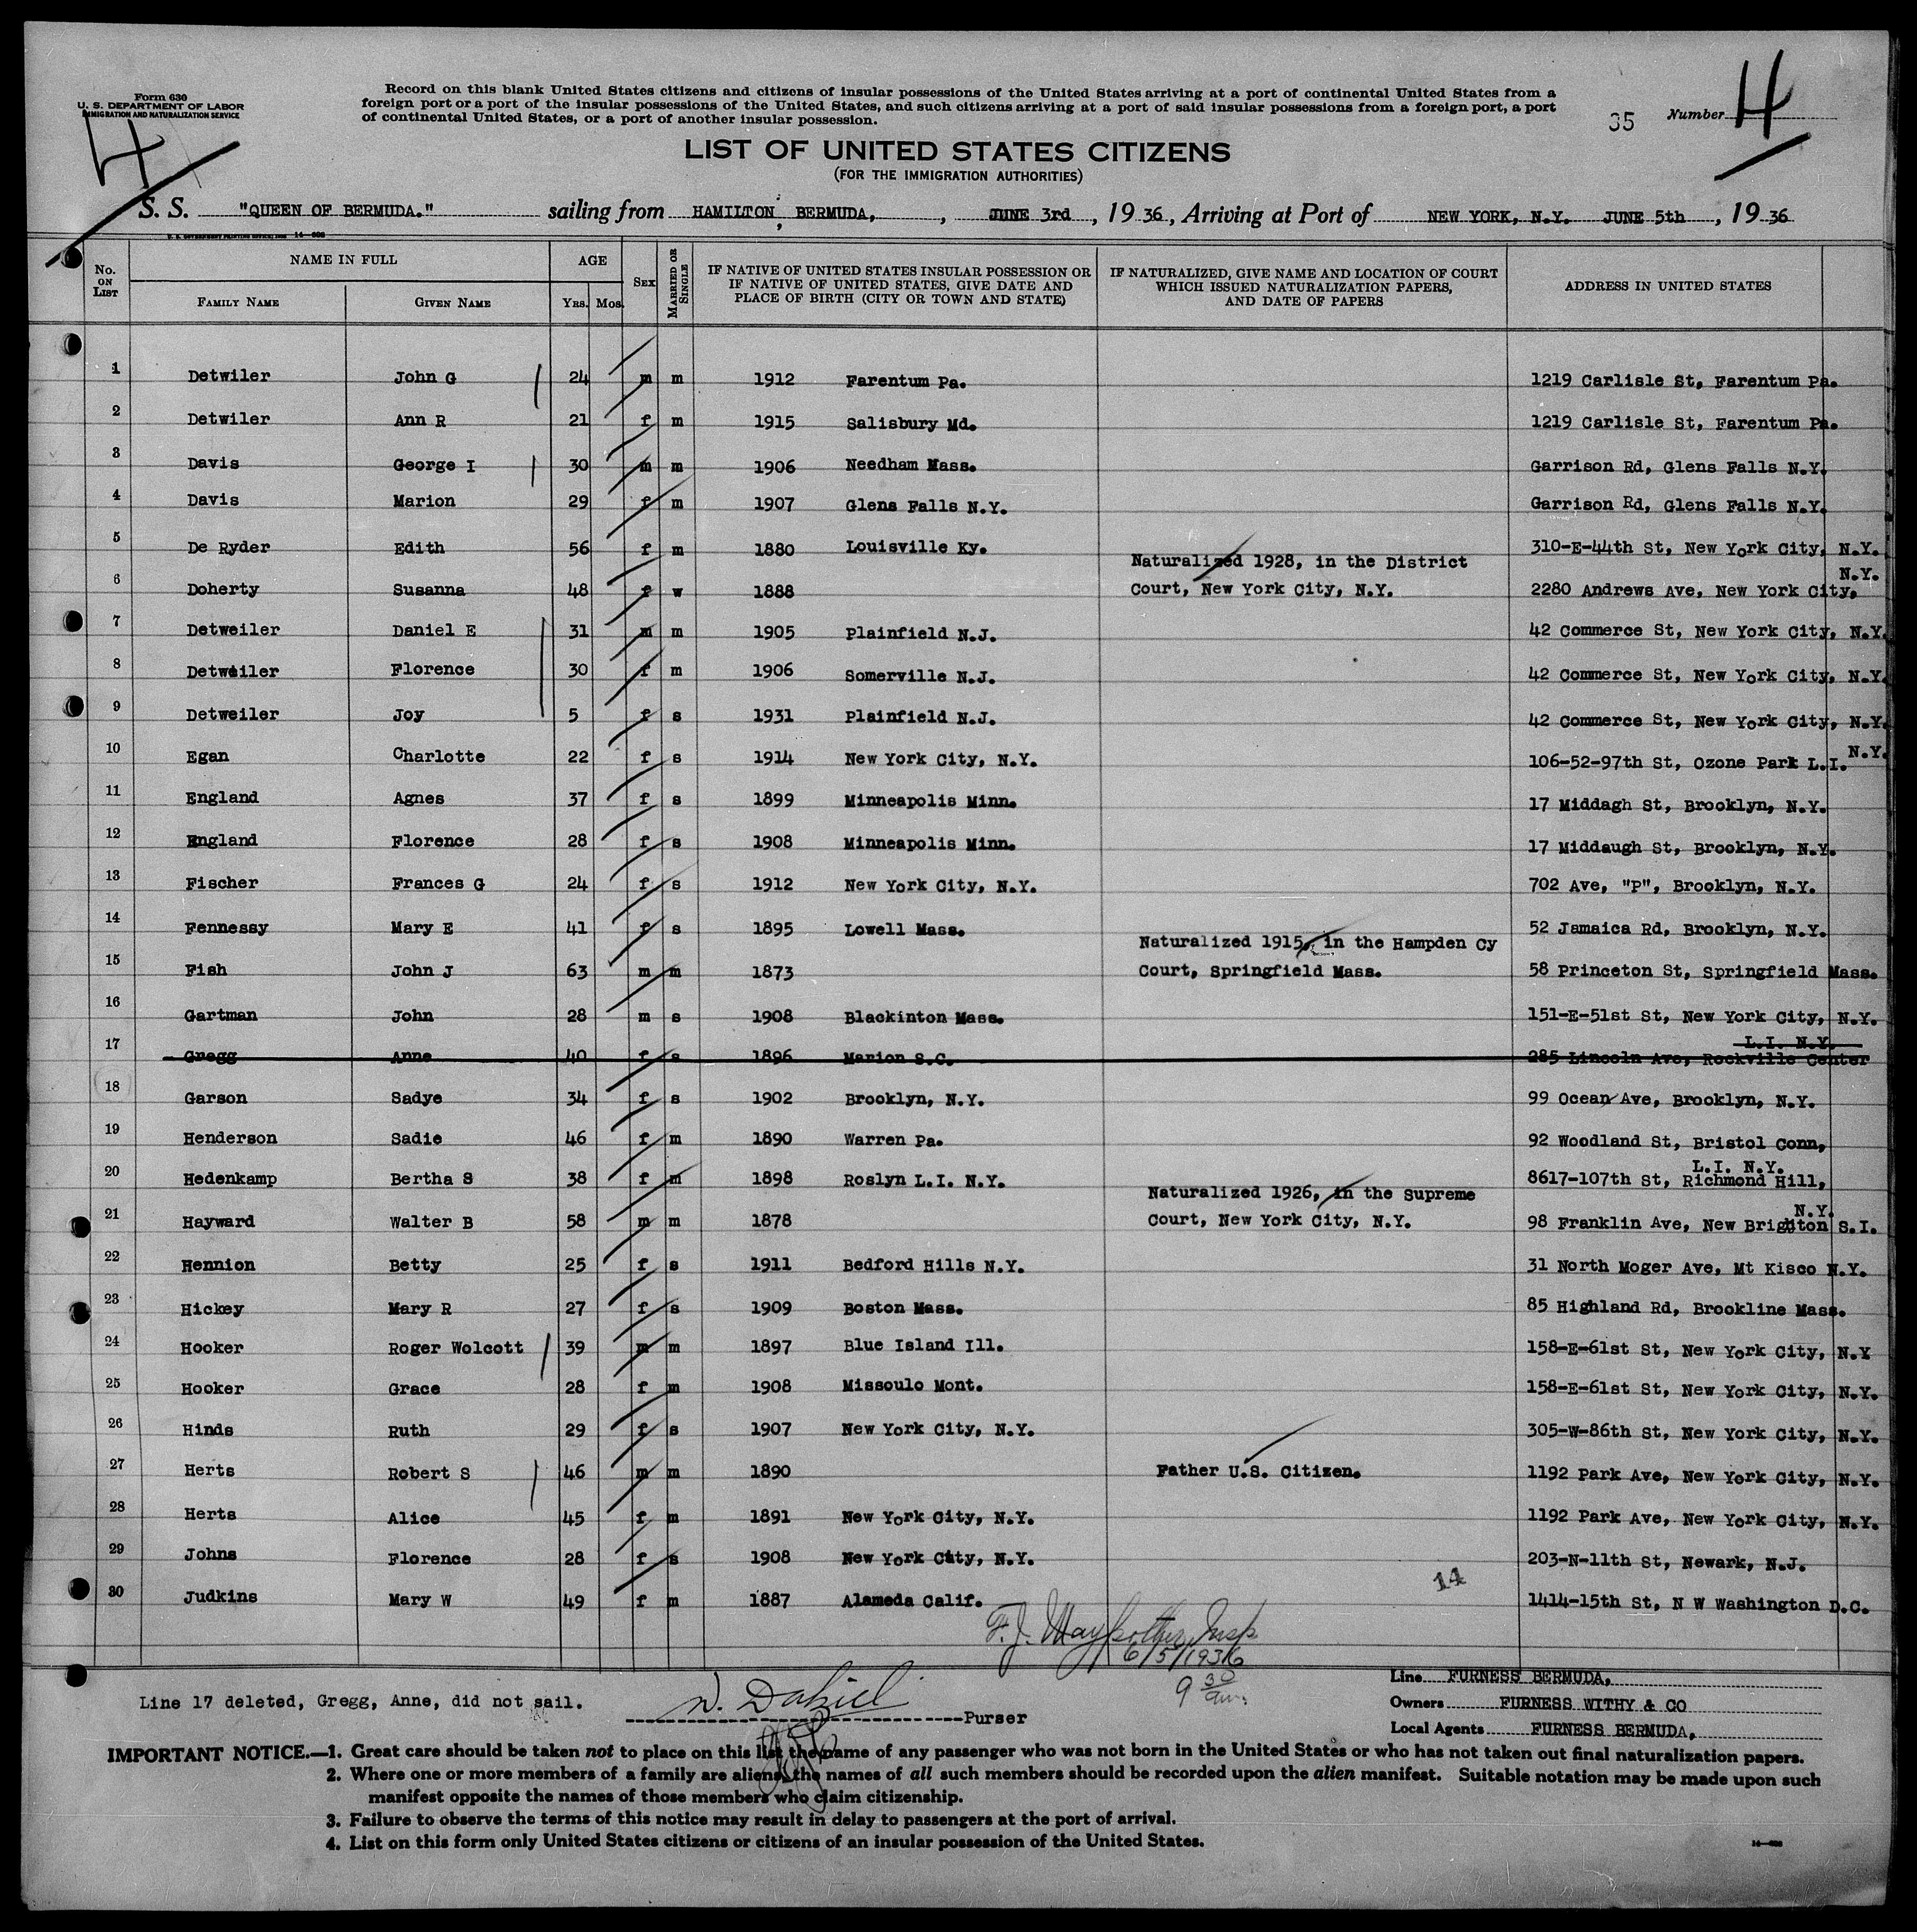 Form 630
U. S. DEPARTMENT OF LABOR
IMMIGRATION AND NATURALIZATION SERVICE
4
Record on this blank United States citizens and citizens of insular possessions of the United States arriving at a port of continental United States from a
foreign port or a port of the insular possessions of the United States, and such citizens arriving at a port of said insular possessions from a foreign port, a port
of continental United States, or a port of another insular possession.
35 Number 4
LIST OF UNITED STATES CITIZENS
(FOR THE IMMIGRATION AUTHORITIES)
S. S. "QUEEN OF BERMUDA." sailing from HAMILTON, BERMUDA, , JUNE 3rd , 19 36, Arriving at Port of NEW YORK, N.Y. JUNE 5th , 19 36
No. ON LIST NAME IN FULL AGE SEX MARRIED OR SINGLE IF NATIVE OF UNITED STATES INSULAR POSSESSION OR IF NATIVE OF UNITED STATES, GIVE DATE AND PLACE OF BIRTH (CITY OR TOWN AND STATE) IF NATURALIZED, GIVE NAME AND LOCATION OF COURT WHICH ISSUED NATURALIZATION PAPERS, AND DATE OF PAPERS ADDRESS IN UNITED STATES
FAMILY NAME GIVEN NAME YRS. MOS.
1 Detwiler John G 24 m m 1912 Farentum Pa. 1219 Carlisle St, Farentum Pa.
2 Detwiler Ann R 21 f m 1915 Salisbury Md. 1219 Carlisle St, Farentum Pa.
3 Davis George I 30 m m 1906 Needham Mass. Garrison Rd, Glens Falls N.Y.
4 Davis Marion 29 f m 1907 Glens Falls N.Y. Garrison Rd, Glens Falls N.Y.
5 De Ryder Edith 56 f m 1880 Louisville Ky. 310-E-44th St, New York City, N.Y.
Naturalized 1928, in the District N.Y.
6 Doherty Susanna 48 f w 1888 Court, New York City, N.Y. 2280 Andrews Ave, New York City,
7 Detweiler Daniel E 31 m m 1905 Plainfield N.J. 42 Commerce St, New York City, N.Y.
8 Detweiler Florence 30 f m 1906 Somerville N.J. 42 Commerce St, New York City, N.Y.
9 Detweiler Joy 5 f s 1931 Plainfield N.J. 42 Commerce St, New York City, N.Y.
N.Y.
10 Egan Charlotte 22 f s 1914 New York City, N.Y. 106-52-97th St, Ozone Park L.I.
11 England Agnes 37 f s 1899 Minneapolis Minn. 17 Middagh St, Brooklyn, N.Y.
12 England Florence 28 f s 1908 Minneapolis Minn. 17 Middaugh St, Brooklyn, N.Y.
13 Fischer Frances G 24 f s 1912 New York City, N.Y. 702 Ave, "P", Brooklyn, N.Y.
14 Fennessy Mary E 41 f s 1895 Lowell Mass. 52 Jamaica Rd, Brooklyn, N.Y.
Naturalized 1915, in the Hampden Cy
15 Fish John J 63 m m 1873 Court, Springfield Mass. 58 Princeton St, Springfield Mass.
16 Gartman John 28 m s 1908 Blackinton Mass. 151-E-51st St, New York City, N.Y.
L.I. N.Y.
17 Gregg Anne 40 f s 1896 Marion S.C. 285 Lincoln Ave, Rockville Center
18 Garson Sadye 34 f s 1902 Brooklyn, N.Y. 99 Ocean Ave, Brooklyn, N.Y.
19 Henderson Sadie 46 f m 1890 Warren Pa. 92 Woodland St, Bristol Conn,
L.I. N.Y.
20 Hedenkamp Bertha S 38 f m 1898 Roslyn L.I. N.Y. 8617-107th St, Richmond Hill,
Naturalized 1926, in the Supreme N.Y.
21 Hayward Walter B 58 m m 1878 Court, New York City, N.Y. 98 Franklin Ave, New Brighton S.I.
22 Hennion Betty 25 f s 1911 Bedford Hills N.Y. 31 North Moger Ave, Mt Kisco N.Y.
23 Hickey Mary R 27 f s 1909 Boston Mass. 85 Highland Rd, Brookline Mass.
24 Hooker Roger Wolcott 39 m m 1897 Blue Island Ill. 158-E-61st St, New York City, N.Y
25 Hooker Grace 28 f m 1908 Missoulo Mont. 158-E-61st St, New York City, N.Y.
26 Hinds Ruth 29 f s 1907 New York City, N.Y. 305-W-86th St, New York City, N.Y.
27 Herts Robert S 46 m m 1890 Father U.S. Citizen. 1192 Park Ave, New York City, N.Y.
28 Herts Alice 45 f m 1891 New York City, N.Y. 1192 Park Ave, New York City, N.Y.
29 Johns Florence 28 f s 1908 New York City, N.Y. 203-N-11th St, Newark, N.J.
14
30 Judkins Mary W 49 f m 1887 Alameda Calif. 1414-15th St, N W Washington D.C.
F. J. Insp
6/5/1936
9 30 am
Line FURNESS BERMUDA,
Line 17 deleted, Gregg, Anne, did not sail.
Owners FURNESS WITHY & CO
Purser
Local Agents FURNESS BERMUDA,
IMPORTANT NOTICE.—1. Great care should be taken not to place on this list the name of any passenger who was not born in the United States or who has not taken out final naturalization papers.
2. Where one or more members of a family are aliens, the names of all such members should be recorded upon the alien manifest. Suitable notation may be made upon such
manifest opposite the names of those members who claim citizenship.
3. Failure to observe the terms of this notice may result in delay to passengers at the port of arrival.
4. List on this form only United States citizens or citizens of an insular possession of the United States.